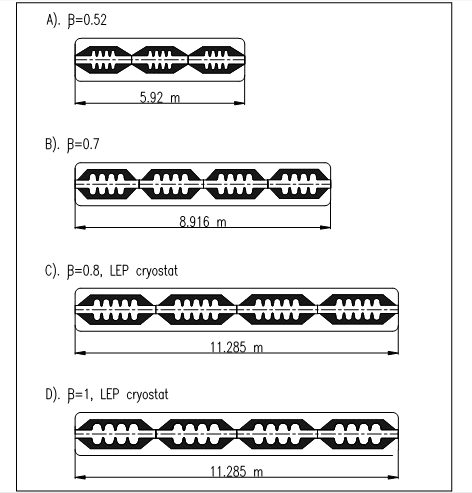 A). β=0.52
5.92 m
B). β=0.7
8.916 m
C). β=0.8, LEP cryostat
11.285 m
D). β=1, LEP cryostat
11.285 m